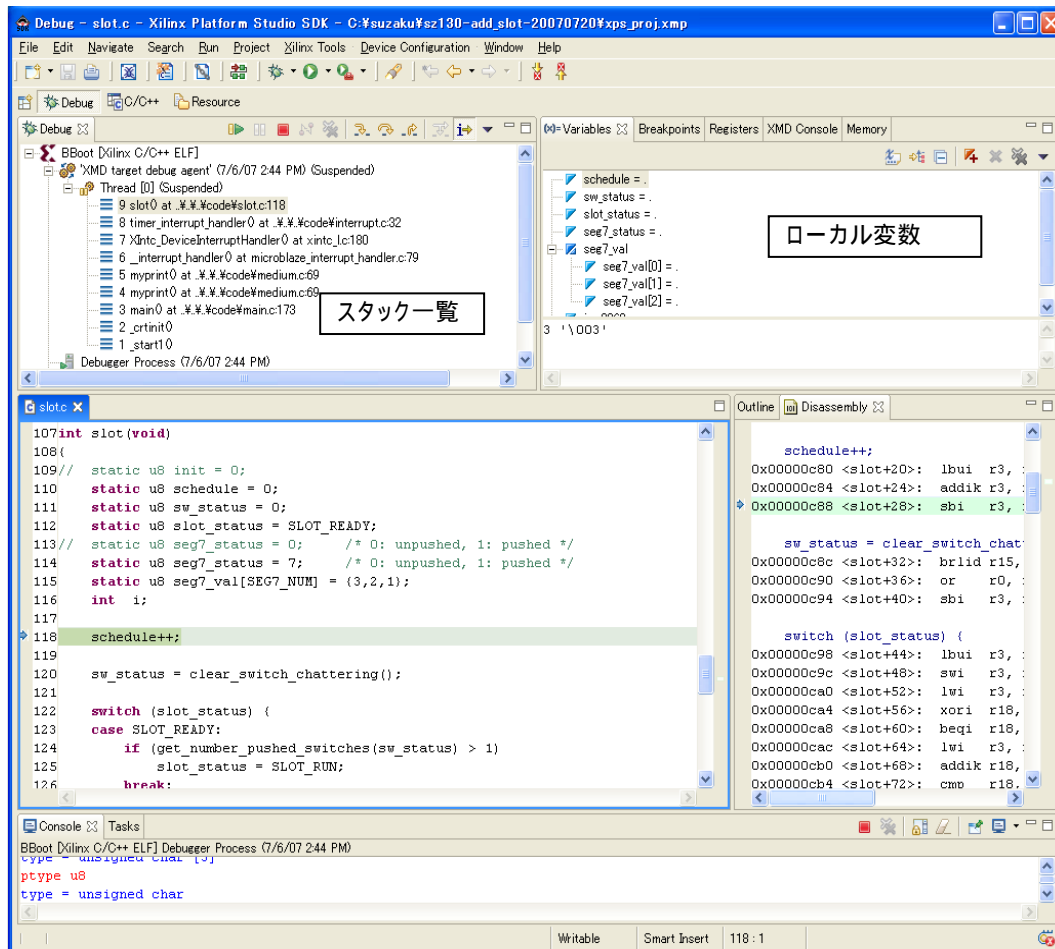 Debug - slot.c - Xilinx Platform Studio SDK - C:¥suzaku¥sz130-add_slot-20070720¥xps_proj.xmp
File Edit Navigate Search Run Project Xilinx Tools Device Configuration Window Help
Debug C/C++ Resource
Debug
BBoot [Xilinx C/C++ ELF]
'XMD target debug agent' (7/6/07 2:44 PM) (Suspended)
Thread [0] (Suspended)
9 slot() at ..¥.¥.¥code¥slot.c:118
8 timer_interrupt_handler() at ..¥.¥.¥code¥interrupt.c:32
7 XIntc_DeviceInterruptHandler() at xintc_l.c:180
6 _interrupt_handler() at microblaze_interrupt_handler.c:79
5 myprint() at ..¥.¥.¥code¥medium.c:69
4 myprint() at ..¥.¥.¥code¥medium.c:69
3 main() at ..¥.¥.¥code¥main.c:173
2 _crtinit()
1 _start1()
Debugger Process (7/6/07 2:44 PM)
スタック一覧
(x)= Variables Breakpoints Registers XMD Console Memory
schedule = .
sw_status = .
slot_status = .
seg7_status = .
seg7_val
seg7_val[0] = .
seg7_val[1] = .
seg7_val[2] = .
ローカル変数
3 '\003'
slot.c
107int slot(void)
108{
109// static u8 init = 0;
110 static u8 schedule = 0;
111 static u8 sw_status = 0;
112 static u8 slot_status = SLOT_READY;
113// static u8 seg7_status = 0; /* 0: unpushed, 1: pushed */
114 static u8 seg7_status = 7; /* 0: unpushed, 1: pushed */
115 static u8 seg7_val[SEG7_NUM] = {3,2,1};
116 int i;
117
118 schedule++;
119
120 sw_status = clear_switch_chattering();
121
122 switch (slot_status) {
123 case SLOT_READY:
124 if (get_number_pushed_switches(sw_status) > 1)
125 slot_status = SLOT_RUN;
126 break;
Outline Disassembly
schedule++;
0x00000c80 <slot+20>: lbui r3,
0x00000c84 <slot+24>: addik r3,
0x00000c88 <slot+28>: sbi r3,
sw_status = clear_switch_chat
0x00000c8c <slot+32>: brlid r15,
0x00000c90 <slot+36>: or r0,
0x00000c94 <slot+40>: sbi r3,
switch (slot_status) {
0x00000c98 <slot+44>: lbui r3,
0x00000c9c <slot+48>: swi r3,
0x00000ca0 <slot+52>: lwi r3,
0x00000ca4 <slot+56>: xori r18,
0x00000ca8 <slot+60>: beqi r18,
0x00000cac <slot+64>: lwi r3,
0x00000cb0 <slot+68>: addik r18,
0x00000cb4 <slot+72>: cmp r18,
Console Tasks
BBoot [Xilinx C/C++ ELF] Debugger Process (7/6/07 2:44 PM)
type = unsigned char [3]
ptype u8
type = unsigned char
Writable Smart Insert 118 : 1